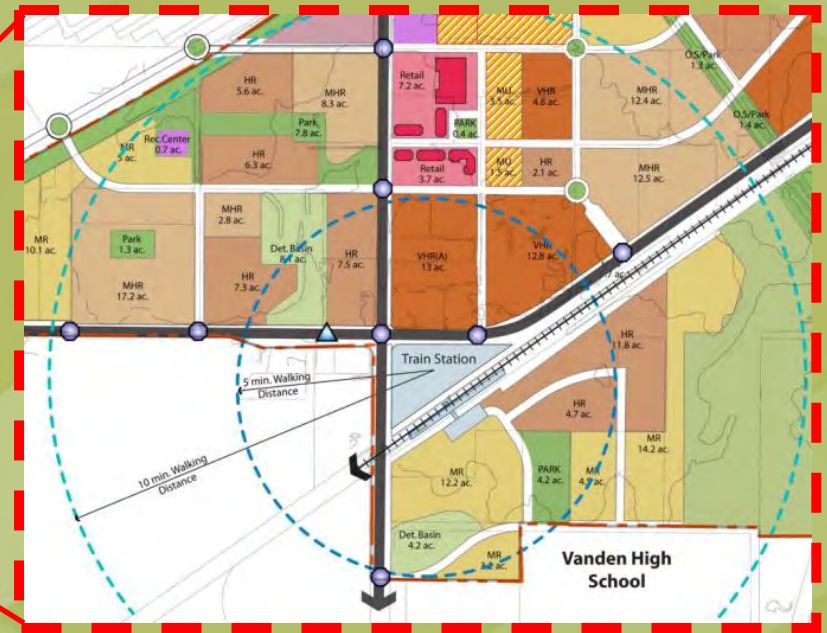 O.S/Park
1.3 ac.
HR
5.6 ac.
MHR
8.3 ac.
Retail
7.2 ac.
MU
3.5 ac.
VHR
4.8 ac.
MHR
12.4 ac.
O.S/Park
1.4 ac.
Park
7.8 ac.
PARK
0.4 ac.
MR
5 ac.
Rec.Center
0.7 ac.
HR
6.3 ac.
Retail
3.7 ac.
MU
1.5 ac.
HR
2.1 ac.
MHR
12.5 ac.
MHR
2.8 ac.
MR
10.1 ac.
Park
1.3 ac.
Det. Basin
HR
7.5 ac.
VHR(A)
13 ac.
VHR
12.8 ac.
MHR
17.2 ac.
HR
7.3 ac.
ac.
HR
11.8 ac.
Train Station
5 min. Walking
Distance
HR
4.7 ac.
MR
14.2 ac.
10 min. Walking
Distance
MR
12.2 ac.
PARK
4.2 ac.
MR
Det. Basin
4.2 ac.
MR
Vanden High
School